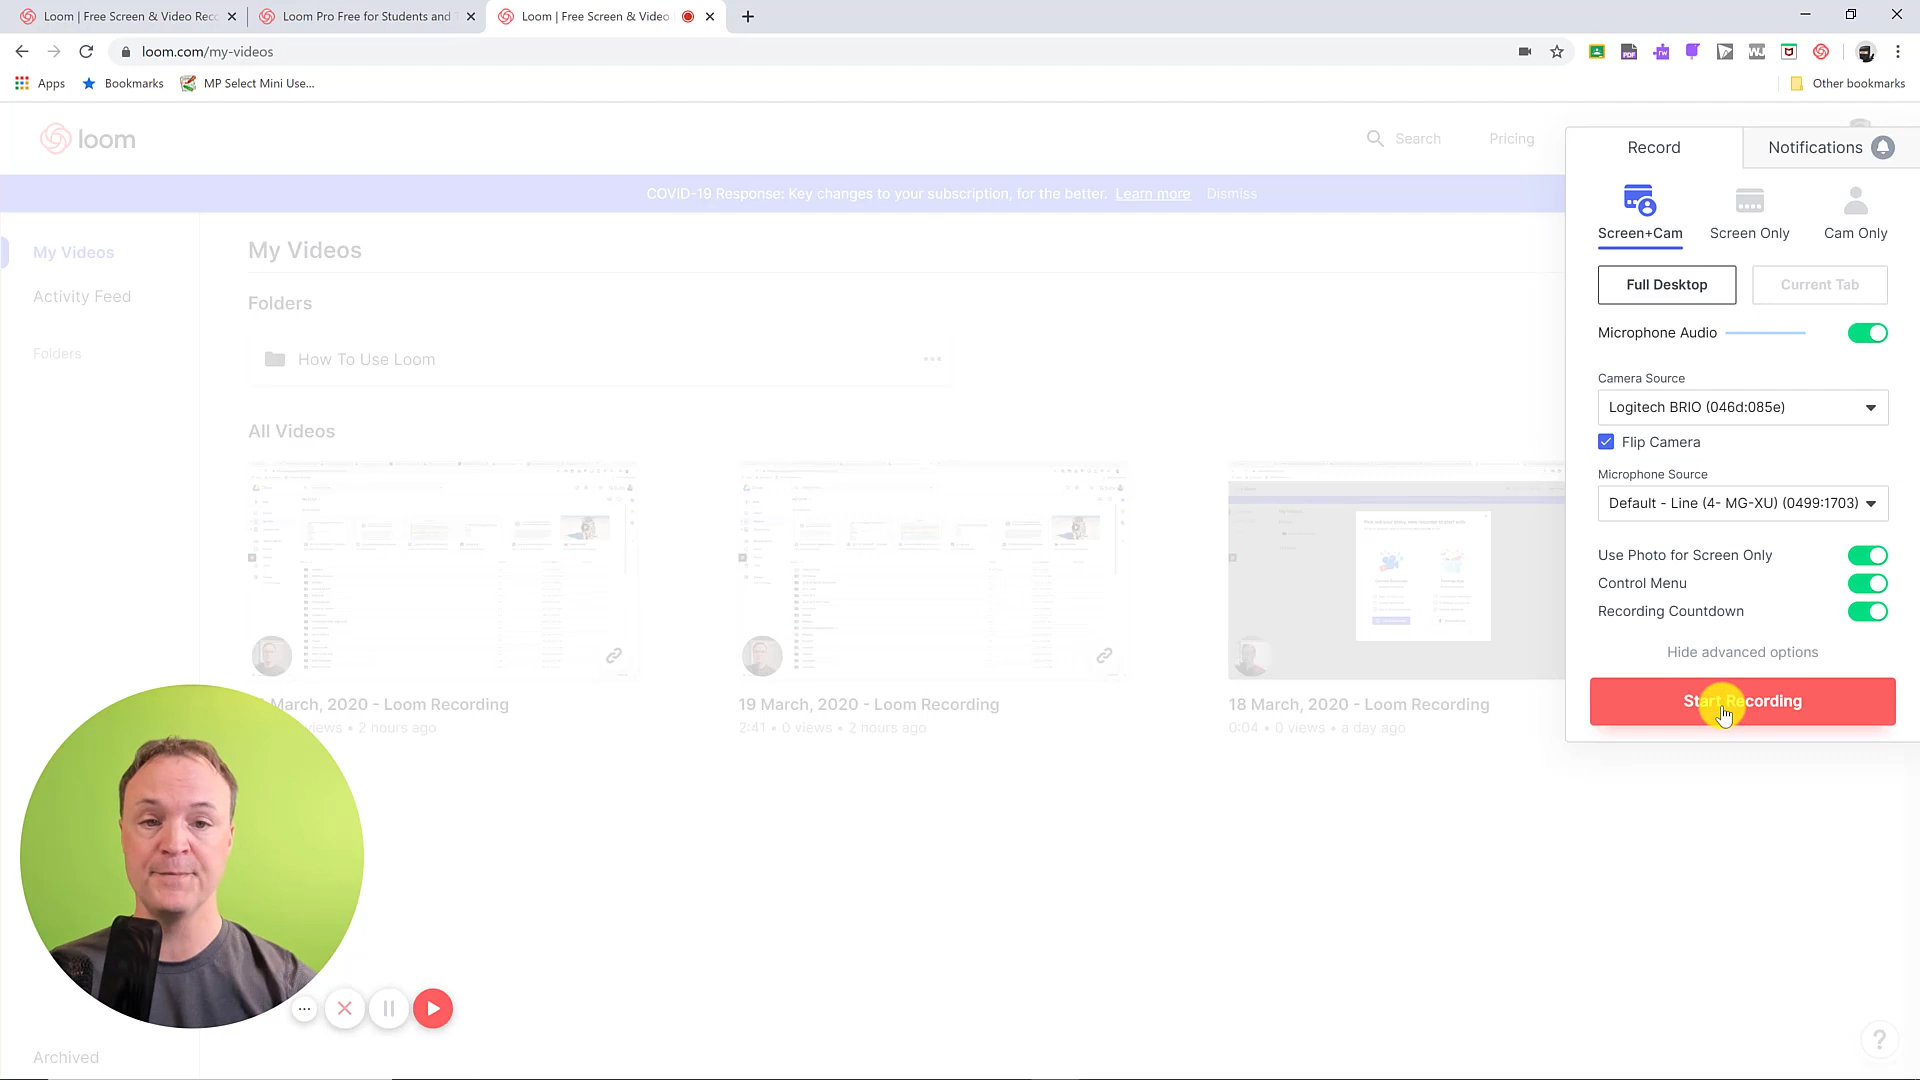 Loom | Free Screen & Video Rec
Loom Pro Free for Students and T
Loom | Free Screen & Video
loom.com/my-videos
Apps
Bookmarks
MP Select Mini Use...
Other bookmarks
loom
Search
Pricing
COVID-19 Response: Key changes to your subscription, for the better. Learn more Dismiss
My Videos
Activity Feed
Folders
Archived
My Videos
Folders
How To Use Loom
All Videos
March, 2020 - Loom Recording
views • 2 hours ago
19 March, 2020 - Loom Recording
2:41 • 0 views • 2 hours ago
18 March, 2020 - Loom Recording
0:04 • 0 views • a day ago
Record
Notifications
Screen+Cam
Screen Only
Cam Only
Full Desktop
Current Tab
Microphone Audio
Camera Source
Logitech BRIO (046d:085e)
Flip Camera
Microphone Source
Default - Line (4- MG-XU) (0499:1703)
Use Photo for Screen Only
Control Menu
Recording Countdown
Hide advanced options
Start Recording
?